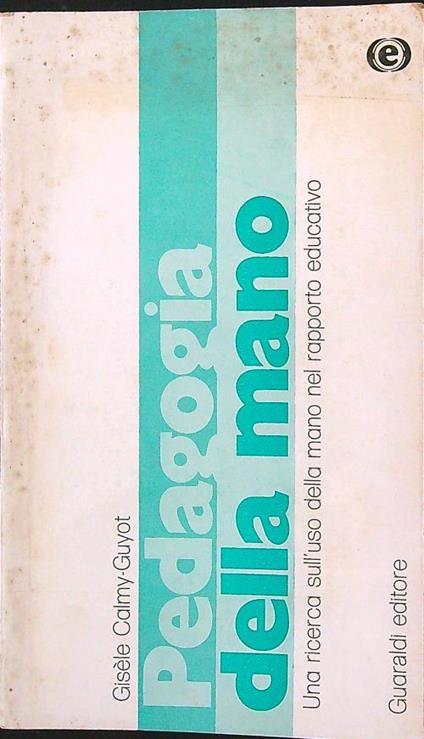 Gisèle Calmy-Guyot
Pedagogia
della mano
Una ricerca sull'uso della mano nel rapporto educativo
Guaraldi editore
e